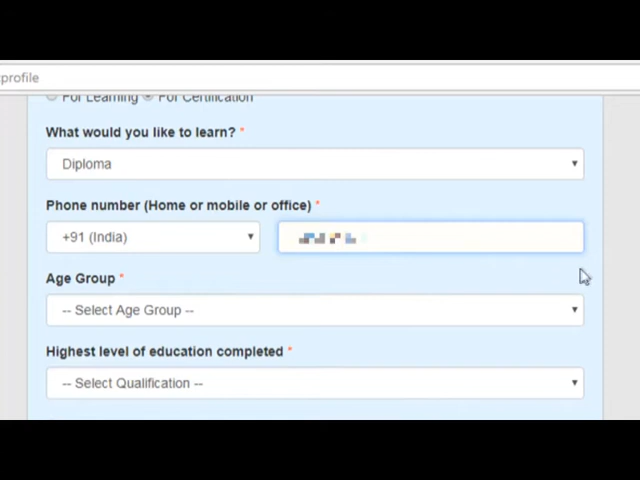 profile
For Learning For Certification
What would you like to learn? *
Diploma
Phone number (Home or mobile or office) *
+91 (India)
Age Group *
-- Select Age Group --
Highest level of education completed *
-- Select Qualification --